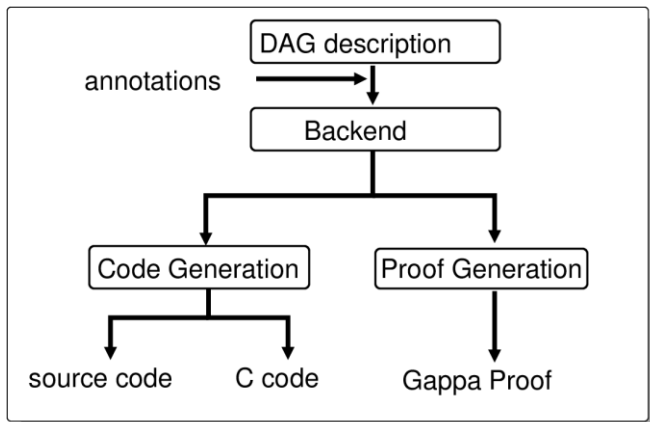 DAG description
annotations
Backend
Code Generation
Proof Generation
source code
C code
Gappa Proof